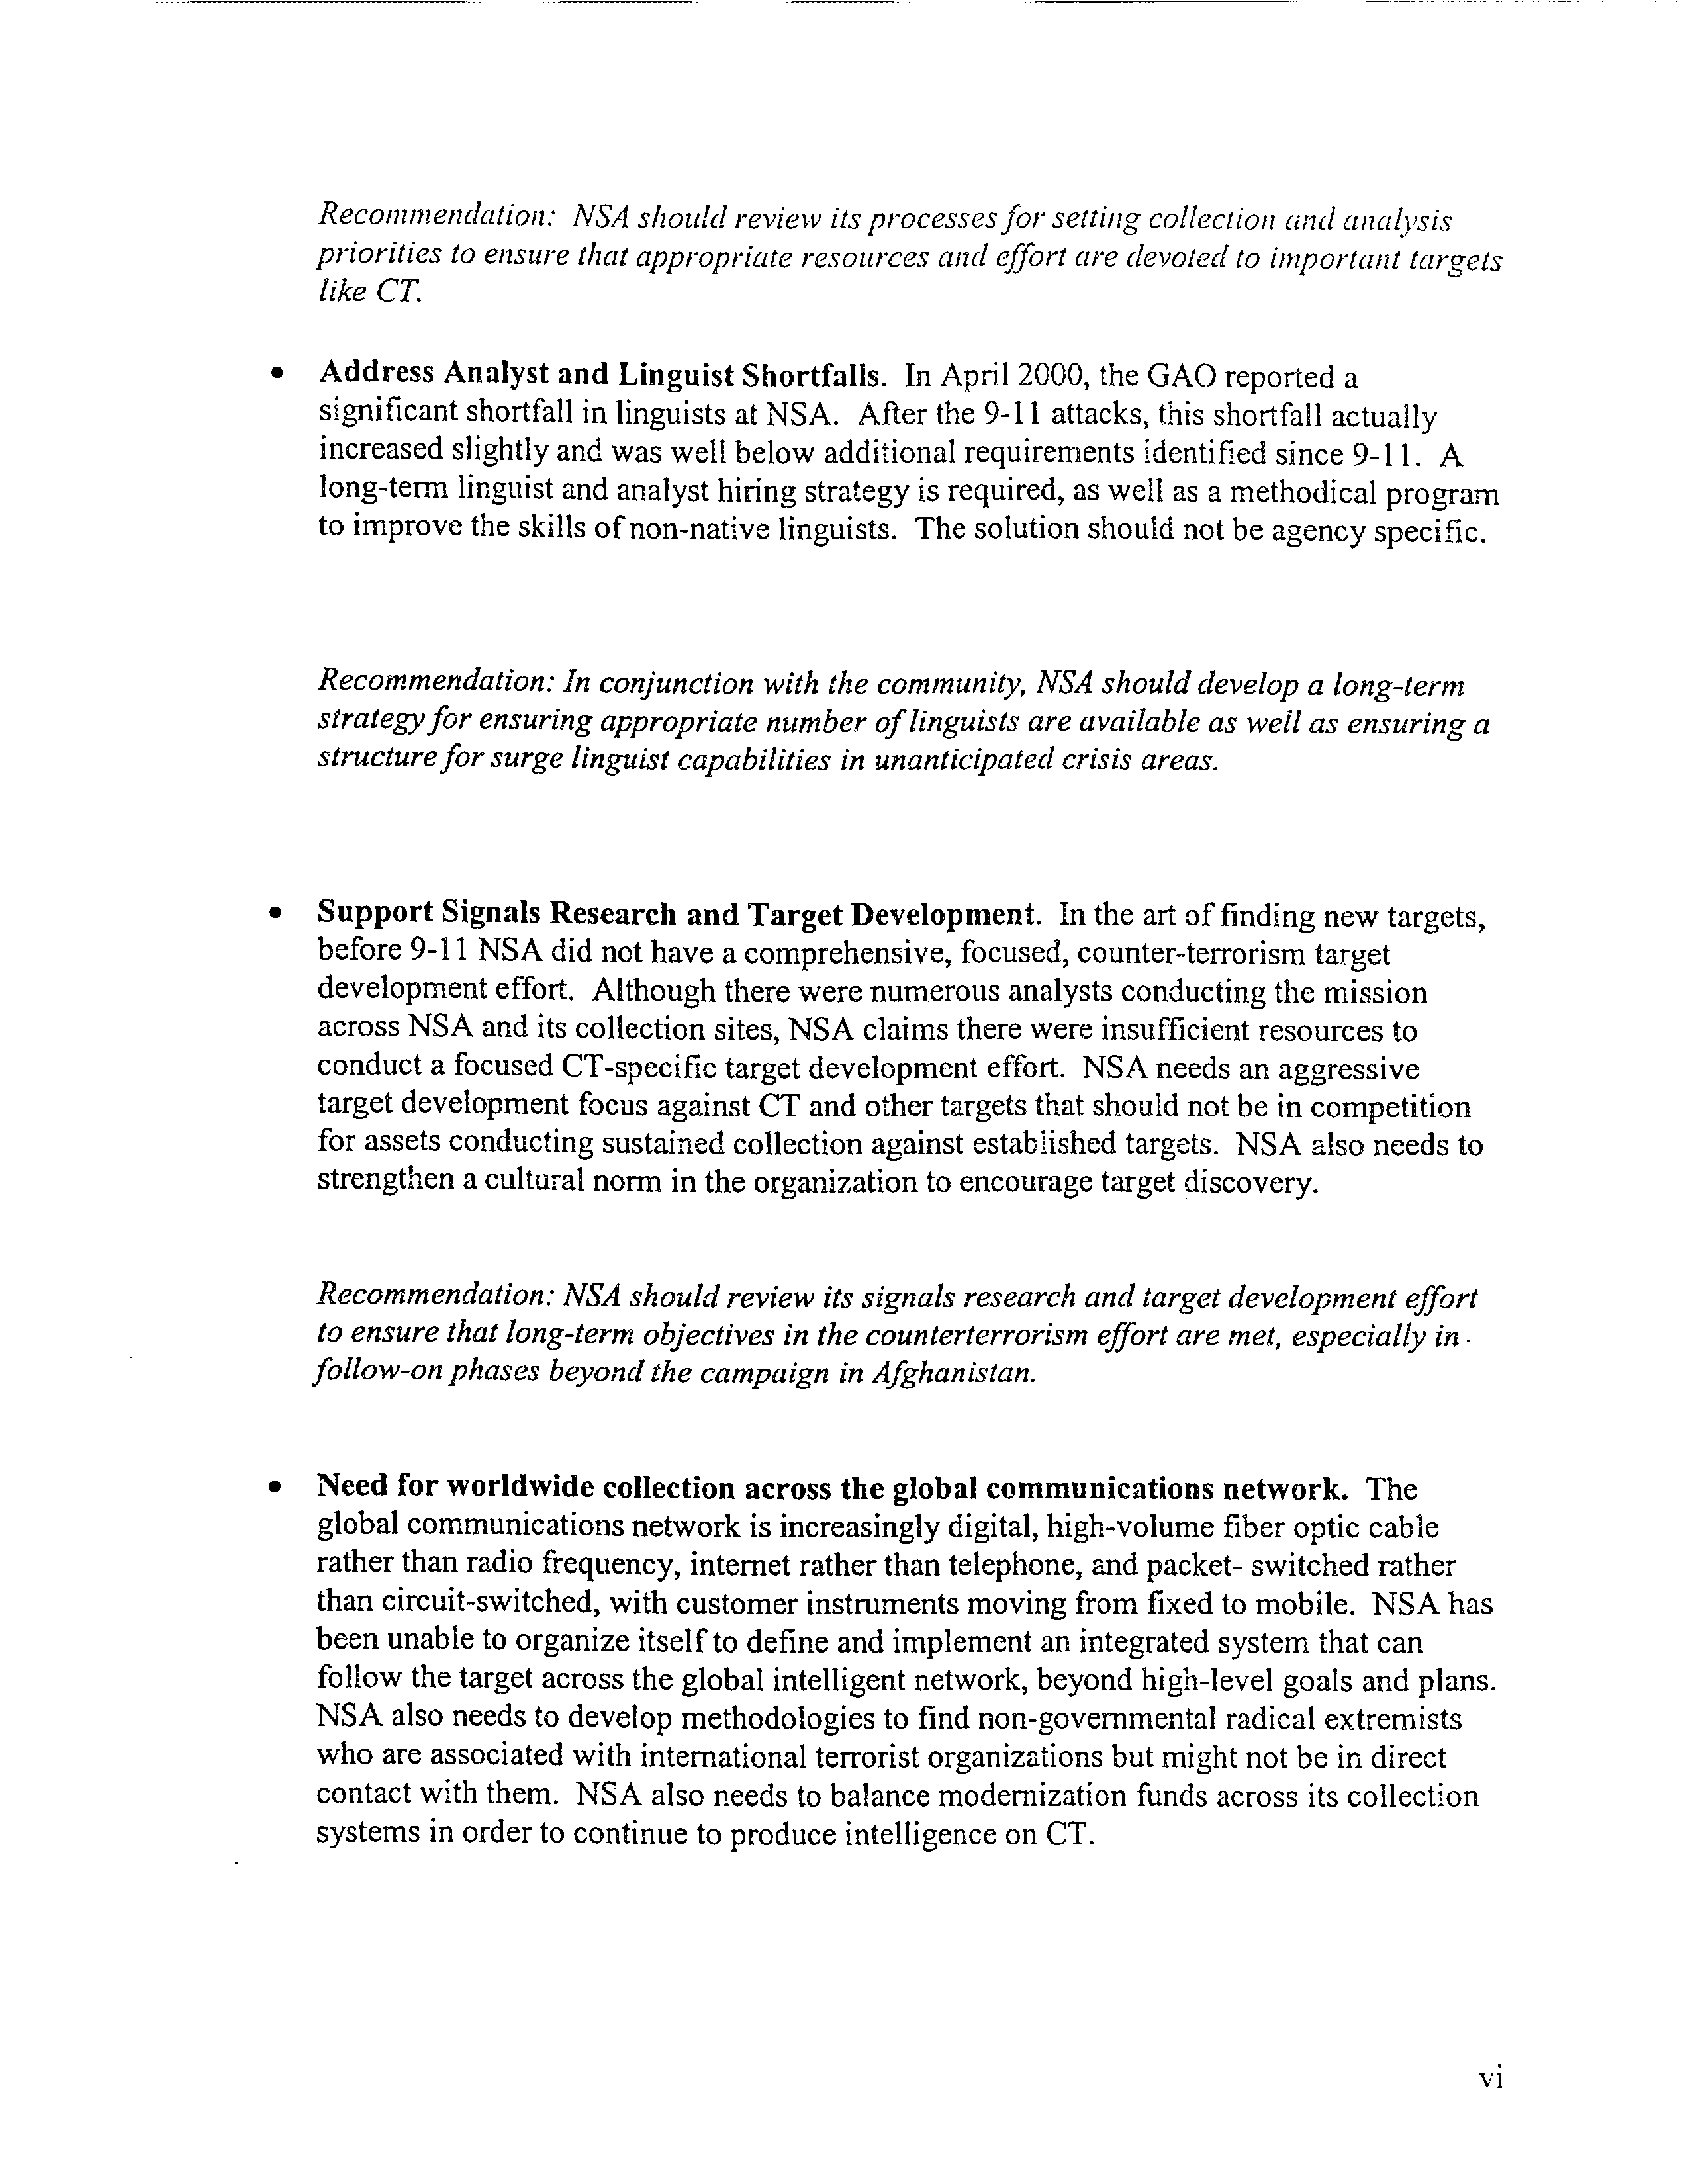 Recommendation: NSA should review its processes for setting collection and analysis
priorities to ensure that appropriate resources and effort are devoted to important targets
like CT.
• Address Analyst and Linguist Shortfalls. In April 2000, the GAO reported a
significant shortfall in linguists at NSA. After the 9-11 attacks, this shortfall actually
increased slightly and was well below additional requirements identified since 9-11. A
long-term linguist and analyst hiring strategy is required, as well as a methodical program
to improve the skills of non-native linguists. The solution should not be agency specific.
Recommendation: In conjunction with the community, NSA should develop a long-term
strategy for ensuring appropriate number of linguists are available as well as ensuring a
structure for surge linguist capabilities in unanticipated crisis areas.
• Support Signals Research and Target Development. In the art of finding new targets,
before 9-11 NSA did not have a comprehensive, focused, counter-terrorism target
development effort. Although there were numerous analysts conducting the mission
across NSA and its collection sites, NSA claims there were insufficient resources to
conduct a focused CT-specific target development effort. NSA needs an aggressive
target development focus against CT and other targets that should not be in competition
for assets conducting sustained collection against established targets. NSA also needs to
strengthen a cultural norm in the organization to encourage target discovery.
Recommendation: NSA should review its signals research and target development effort
to ensure that long-term objectives in the counterterrorism effort are met, especially in
follow-on phases beyond the campaign in Afghanistan.
• Need for worldwide collection across the global communications network. The
global communications network is increasingly digital, high-volume fiber optic cable
rather than radio frequency, internet rather than telephone, and packet- switched rather
than circuit-switched, with customer instruments moving from fixed to mobile. NSA has
been unable to organize itself to define and implement an integrated system that can
follow the target across the global intelligent network, beyond high-level goals and plans.
NSA also needs to develop methodologies to find non-governmental radical extremists
who are associated with international terrorist organizations but might not be in direct
contact with them. NSA also needs to balance modernization funds across its collection
systems in order to continue to produce intelligence on CT.
vi